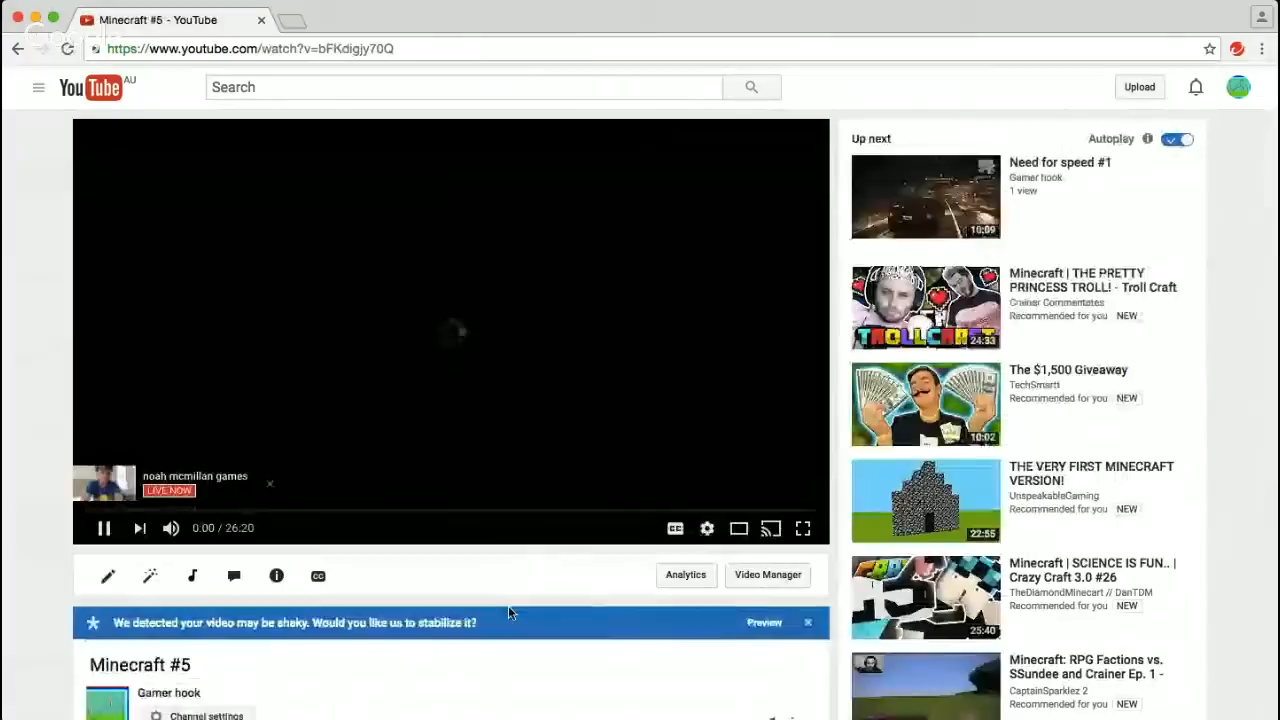 Minecraft #5 - YouTube
https://www.youtube.com/watch?v=bFKdigjy70Q
YouTube AU
Search
Upload
Up next
Autoplay
Need for speed #1
Gamer hook
1 view
10:09
Minecraft | THE PRETTY
PRINCESS TROLL! - Troll Craft
Crainer Commentates
Recommended for you NEW
TROLLCRAFT
24:33
The $1,500 Giveaway
TechSmartt
Recommended for you NEW
10:02
THE VERY FIRST MINECRAFT
VERSION!
UnspeakableGaming
Recommended for you NEW
22:55
Minecraft | SCIENCE IS FUN.. |
Crazy Craft 3.0 #26
TheDiamondMinecart // DanTDM
Recommended for you NEW
25:40
Minecraft: RPG Factions vs.
SSundee and Crainer Ep. 1 -
CaptainSparklez 2
Recommended for you NEW
noah mcmillan games
LIVE NOW
0:00 / 26:20
CC
CC
Analytics
Video Manager
We detected your video may be shaky. Would you like us to stabilize it?
Preview
Minecraft #5
Gamer hook
Channel settings